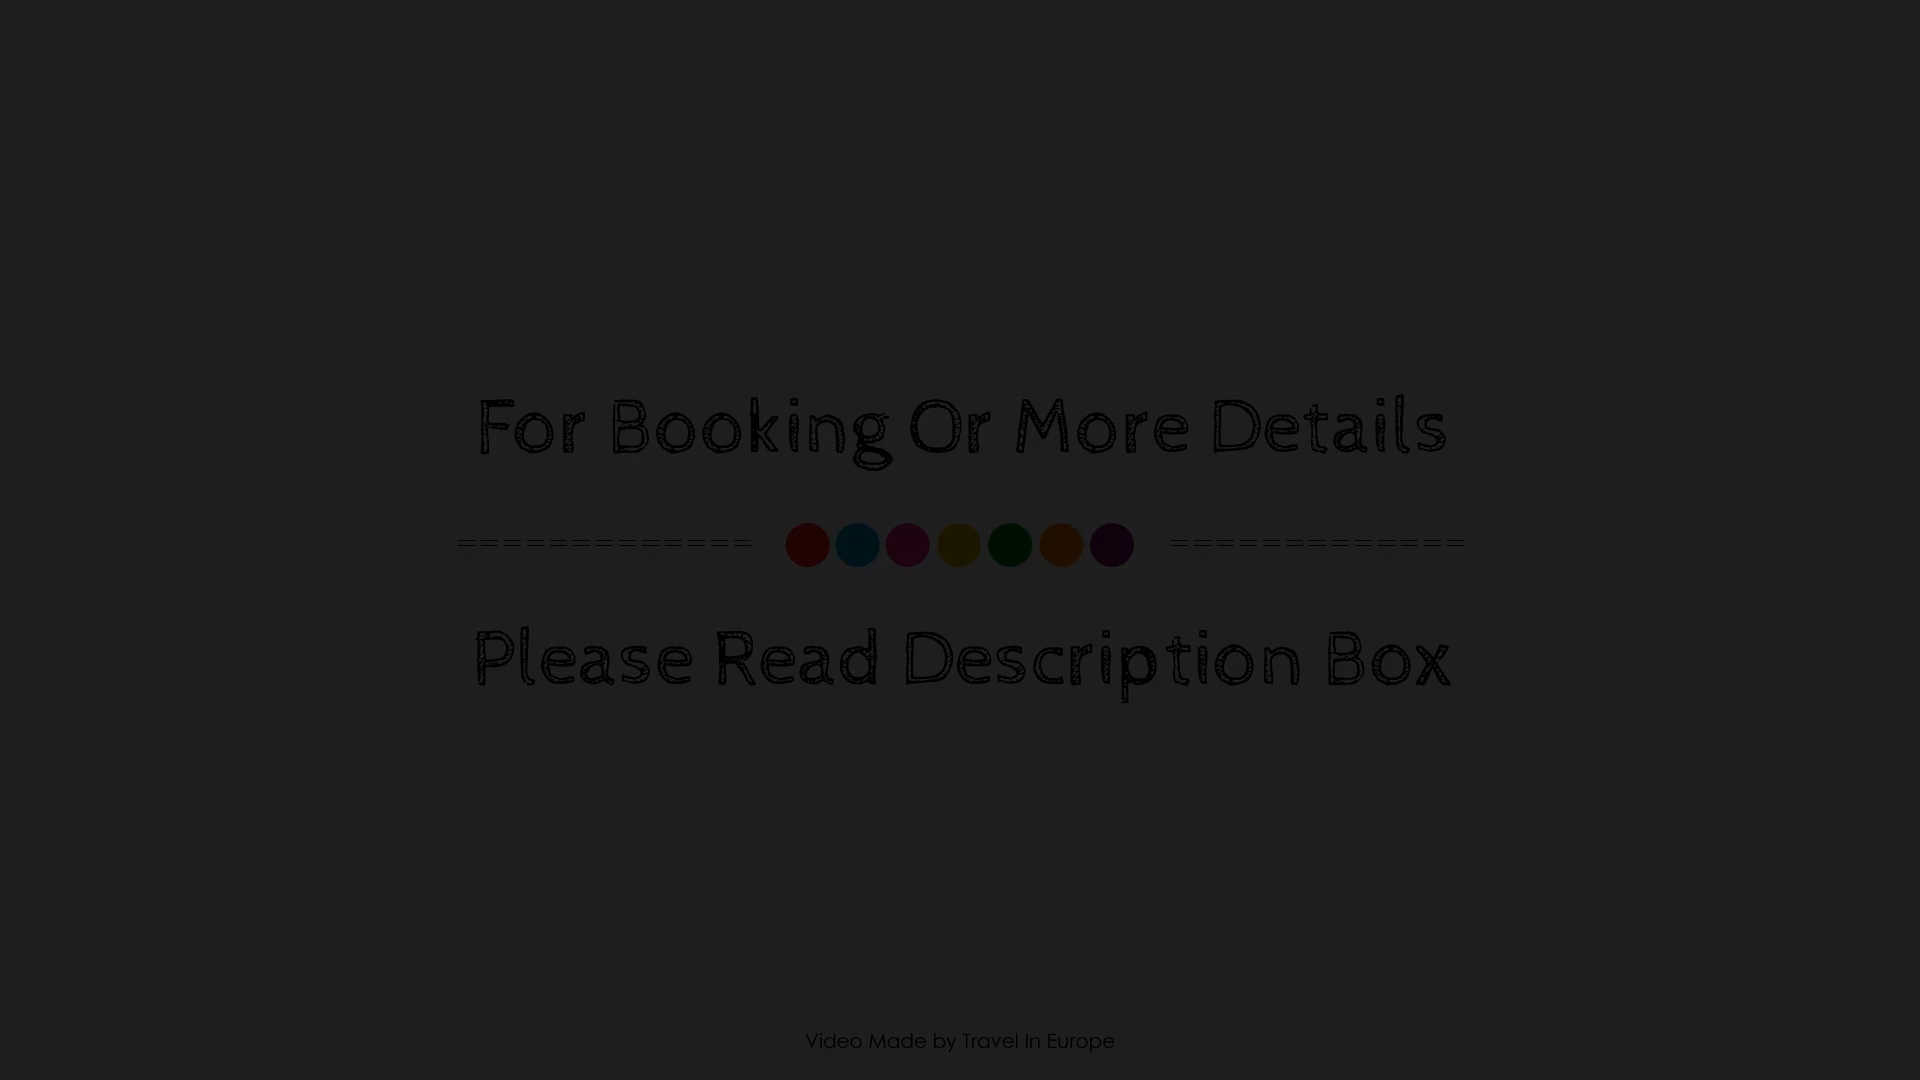 For Booking Or More Details
============= =============
Please Read Description Box
Video Made by Travel In Europe